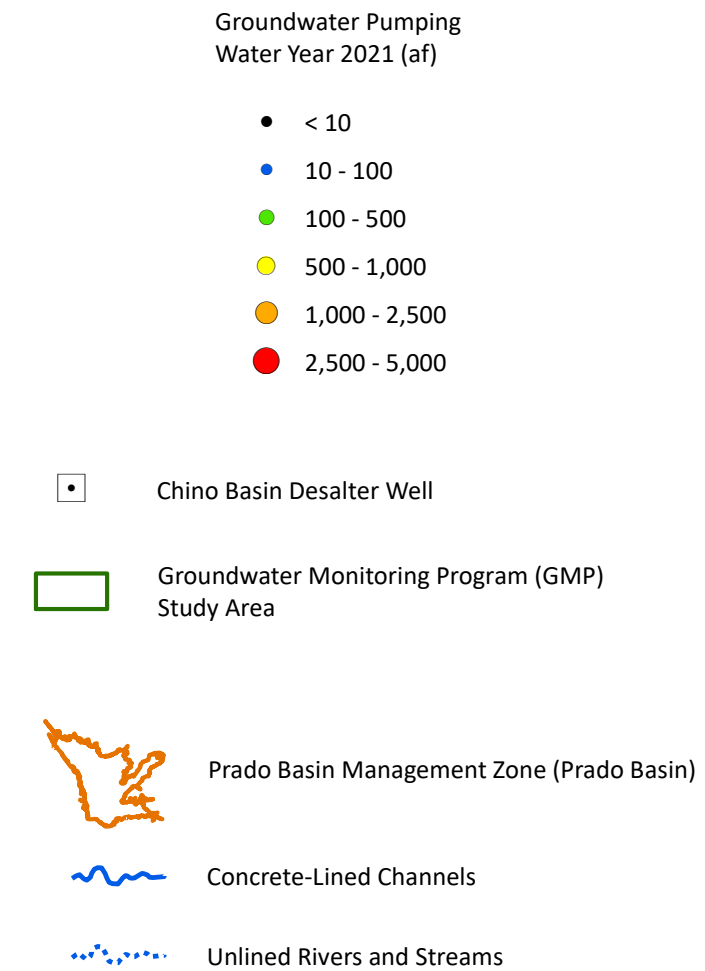 Groundwater Pumping
Water Year 2021 (af)
< 10
10 - 100
100 - 500
500 - 1,000
1,000 - 2,500
2,500 - 5,000
Chino Basin Desalter Well
Groundwater Monitoring Program (GMP)
Study Area
Prado Basin Management Zone (Prado Basin)
Concrete-Lined Channels
Unlined Rivers and Streams